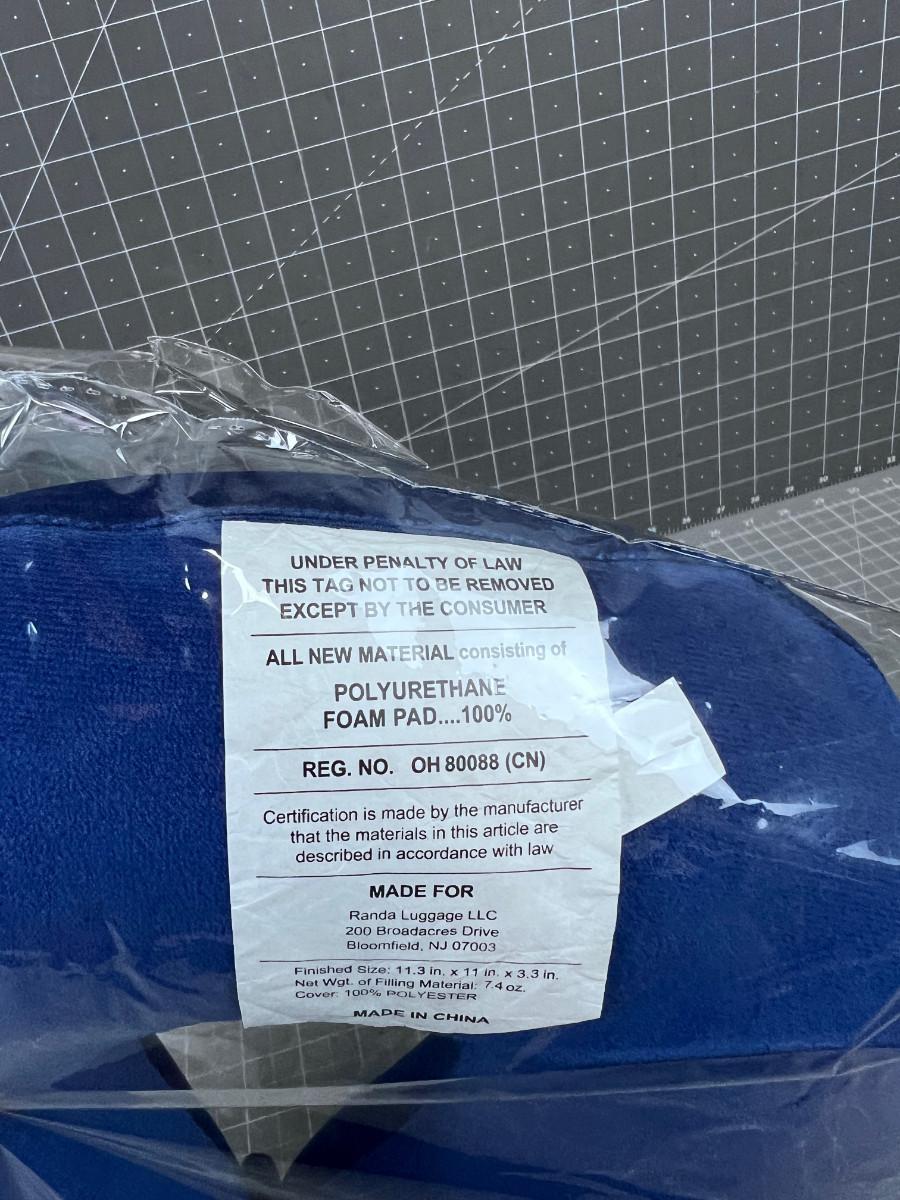 UNDER PENALTY OF LAW
THIS TAG NOT TO BE REMOVED
EXCEPT BY THE CONSUMER
ALL NEW MATERIAL consisting of
POLYURETHANE
FOAM PAD....100%
REG. NO. OH 80088 (CN)
Certification is made by the manufacturer
that the materials in this article are
described in accordance with law
MADE FOR
Randa Luggage LLC
200 Broadacres Drive
Bloomfield, NJ 07003
Finished Size: 11.3 in. x 11 in. x 3.3 in.
Net Wgt. of Filling Material: 7.4 oz.
Cover: 100% POLYESTER
MADE IN CHINA